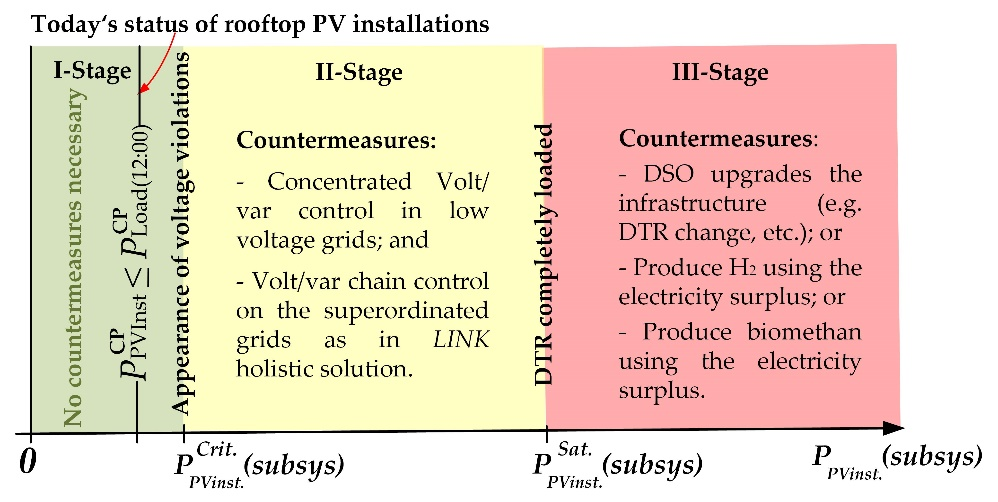 Today‘s status of rooftop PV installations
I-Stage
No countermeasures necessary
P^CP_PVInst ≤ P^CP_Load(12:00)
Appearance of voltage violations
II-Stage
Countermeasures:
- Concentrated Volt/
var control in low
voltage grids; and
- Volt/var chain control
on the superordinated
grids as in LINK
holistic solution.
DTR completely loaded
III-Stage
Countermeasures:
- DSO upgrades the
infrastructure (e.g.
DTR change, etc.); or
- Produce H₂ using the
electricity surplus; or
- Produce biomethan
using the electricity
surplus.
0
P^Crit._PVinst. (subsys)
P^Sat._PVinst. (subsys)
P_PVinst. (subsys)